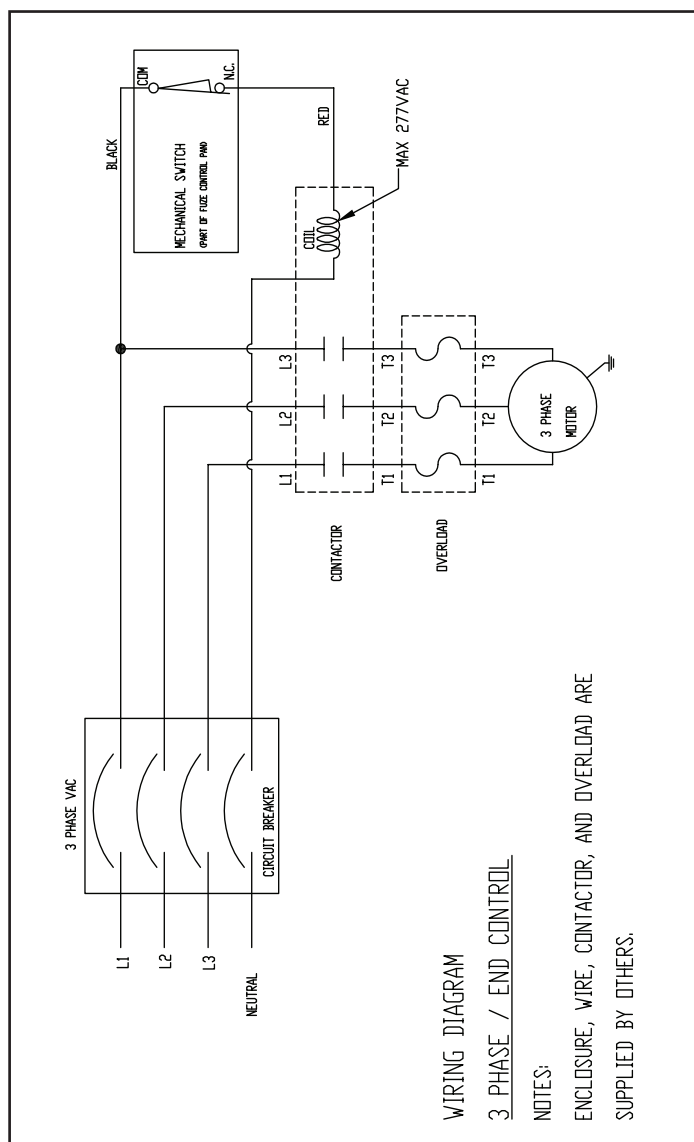 3 PHASE VAC
L1
L2
L3
NEUTRAL
CIRCUIT BREAKER
BLACK
COM
N.C.
MECHANICAL SWITCH
(PART OF FUZE CONTROL PAN)
RED
MAX 277VAC
COIL
L3
L2
L1
CONTACTOR
T3
T2
T1
OVERLOAD
T3
T2
T1
3 PHASE
MOTOR
WIRING DIAGRAM
3 PHASE / END CONTROL
NOTES:
ENCLOSURE, WIRE, CONTACTOR, AND OVERLOAD ARE
SUPPLIED BY OTHERS.